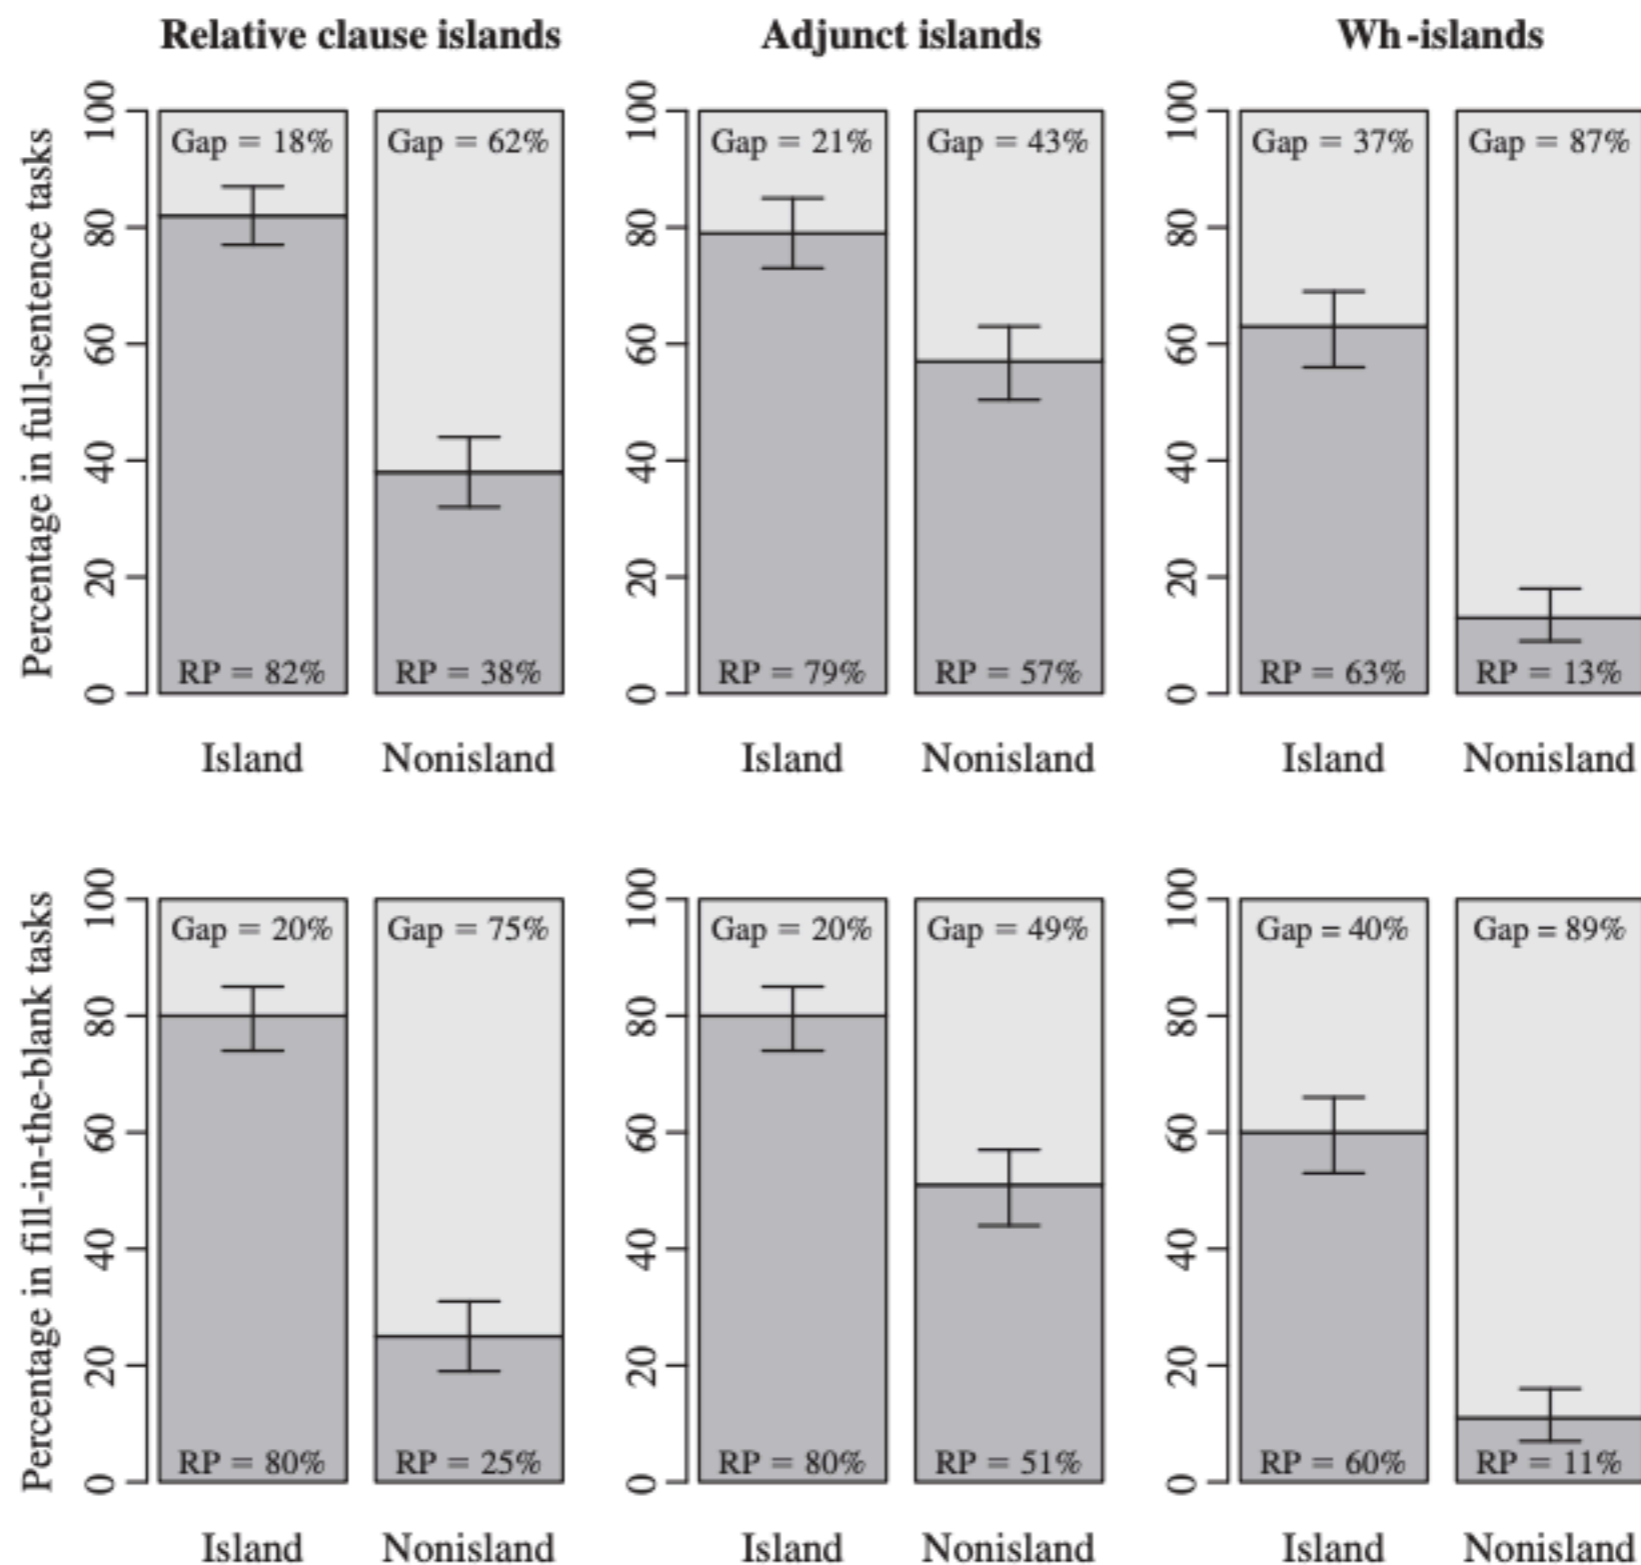 Relative clause islands
Adjunct islands
Wh-islands
Percentage in full-sentence tasks
100
80
60
40
20
0
Gap = 18%
Gap = 62%
RP = 82%
RP = 38%
Island
Nonisland
100
80
60
40
20
0
Gap = 21%
Gap = 43%
RP = 79%
RP = 57%
Island
Nonisland
100
80
60
40
20
0
Gap = 37%
Gap = 87%
RP = 63%
RP = 13%
Island
Nonisland
Percentage in fill-in-the-blank tasks
100
80
60
40
20
0
Gap = 20%
Gap = 75%
RP = 80%
RP = 25%
Island
Nonisland
100
80
60
40
20
0
Gap = 20%
Gap = 49%
RP = 80%
RP = 51%
Island
Nonisland
100
80
60
40
20
0
Gap = 40%
Gap = 89%
RP = 60%
RP = 11%
Island
Nonisland